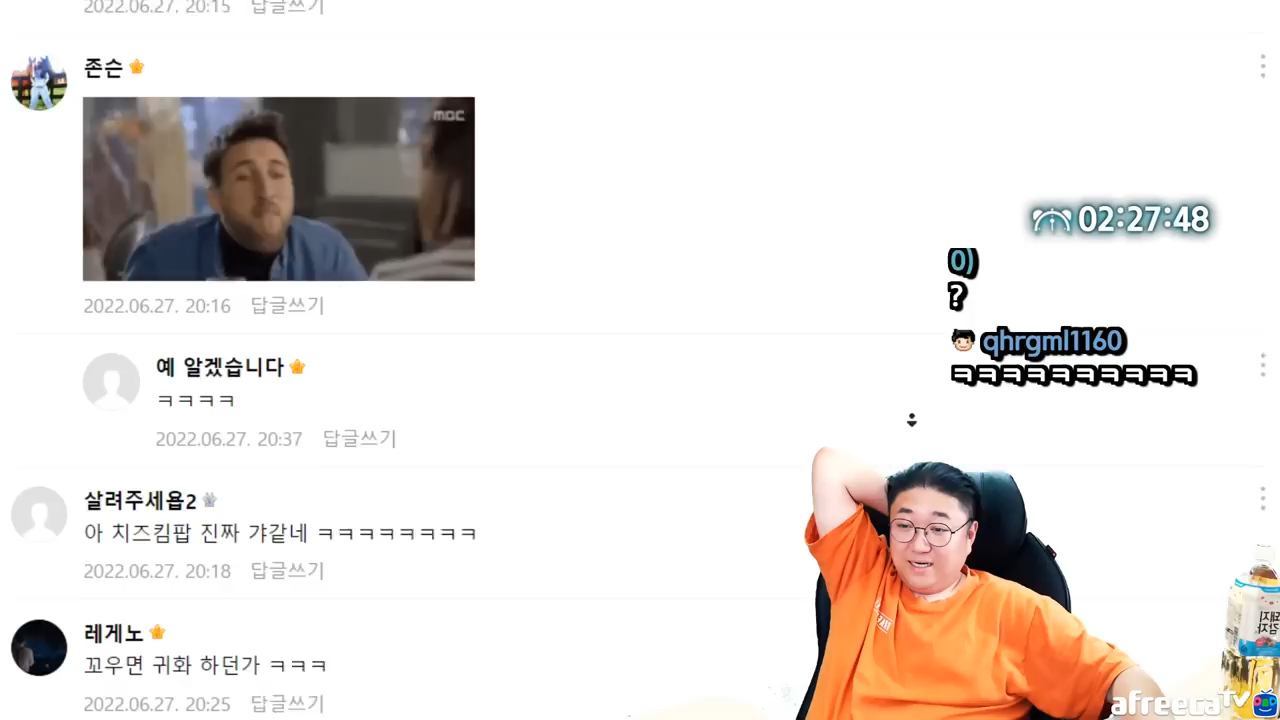 2022.06.27. 20:15 답글쓰기
존슨
mbc
2022.06.27. 20:16 답글쓰기
02:27:48
0)
?
qhrgml1160
ㅋㅋㅋㅋㅋㅋㅋㅋㅋㅋ
예 알겠습니다
ㅋㅋㅋㅋ
2022.06.27. 20:37 답글쓰기
살려주세욥2
아 치즈킴팝 진짜 갸같네 ㅋㅋㅋㅋㅋㅋㅋㅋ
2022.06.27. 20:18 답글쓰기
레게노
꼬우면 귀화 하던가 ㅋㅋㅋ
2022.06.27. 20:25 답글쓰기
afreecaTV